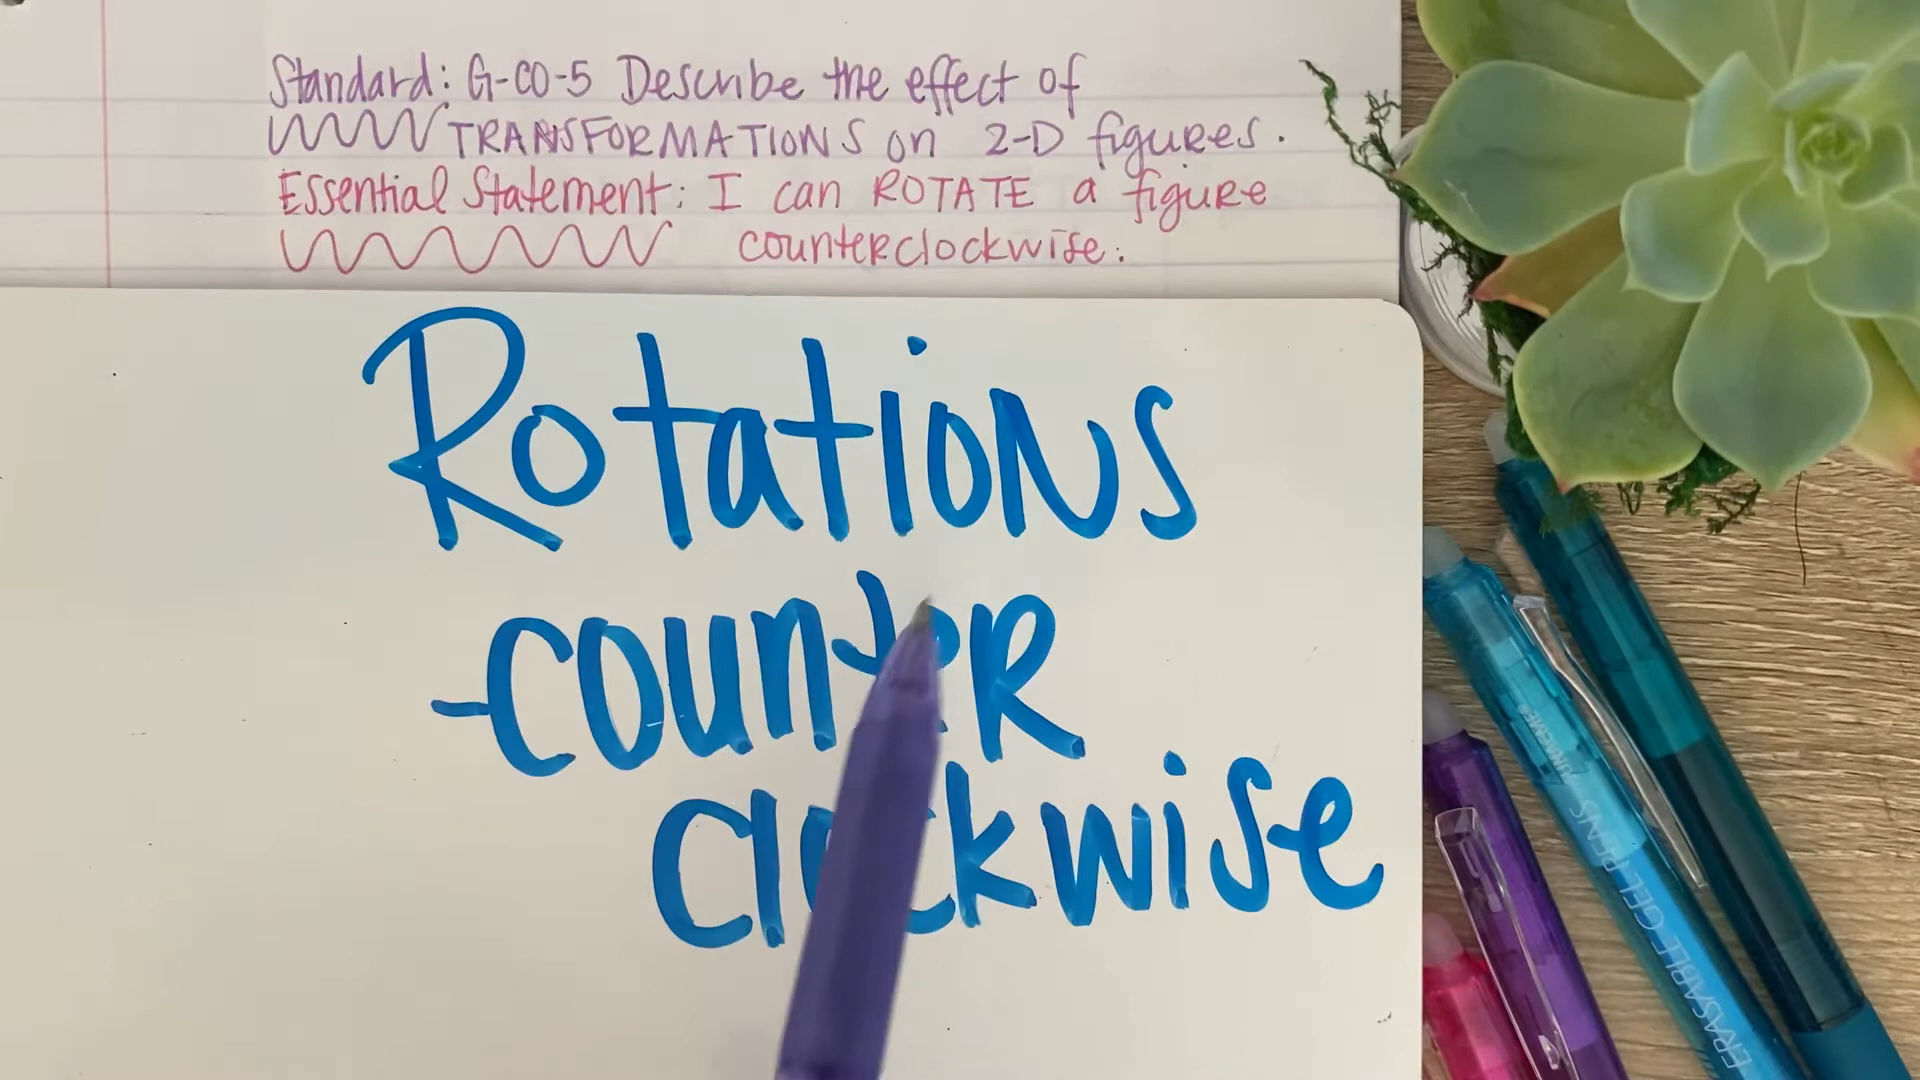 Standard: G-CO-5 Describe the effect of
TRANSFORMATIONS on 2-D figures.
Essential Statement: I can ROTATE a figure
counterclockwise.
Rotations
-counter
clockwise
ERASABLE GEL PENS